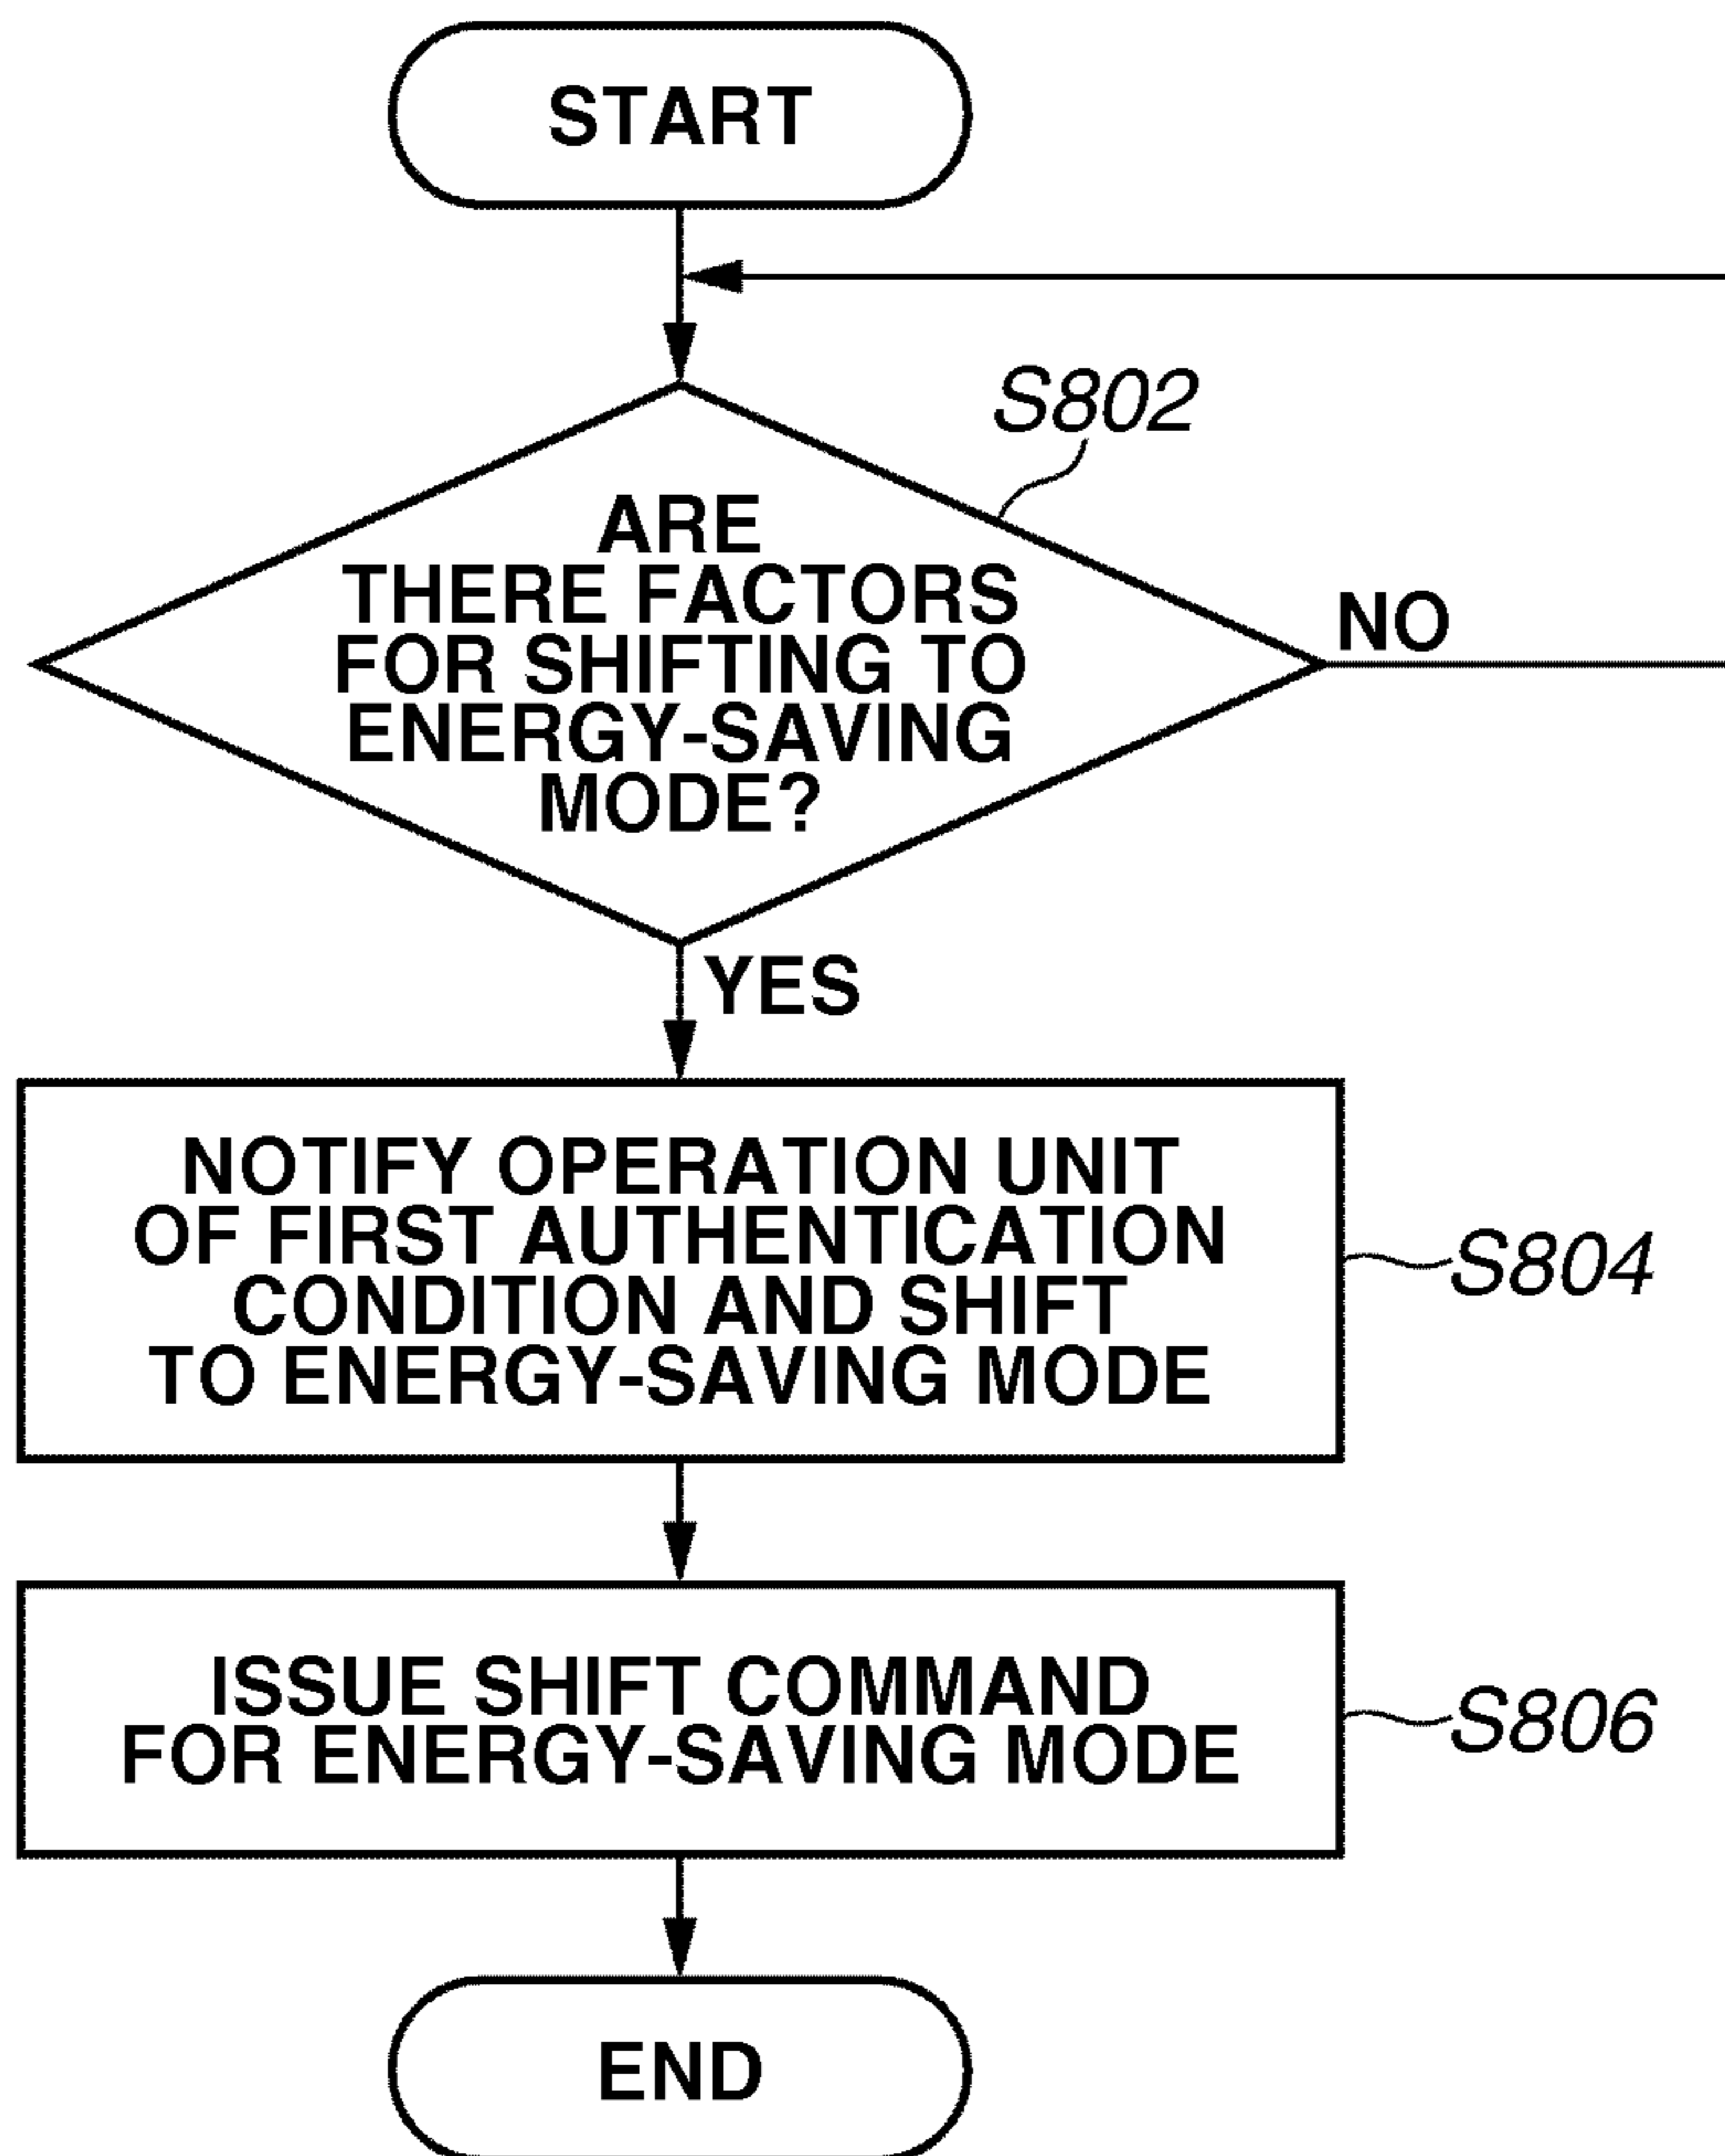 START
S802
ARE
THERE FACTORS
FOR SHIFTING TO
ENERGY-SAVING
MODE?
NO
YES
NOTIFY OPERATION UNIT
OF FIRST AUTHENTICATION
CONDITION AND SHIFT
TO ENERGY-SAVING MODE
S804
ISSUE SHIFT COMMAND
FOR ENERGY-SAVING MODE
S806
END